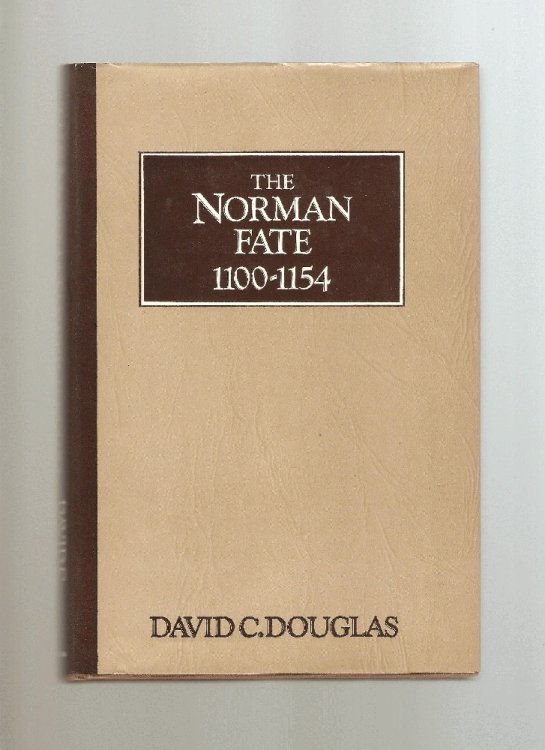 THE
NORMAN
FATE
1100-1154
DAVID C. DOUGLAS